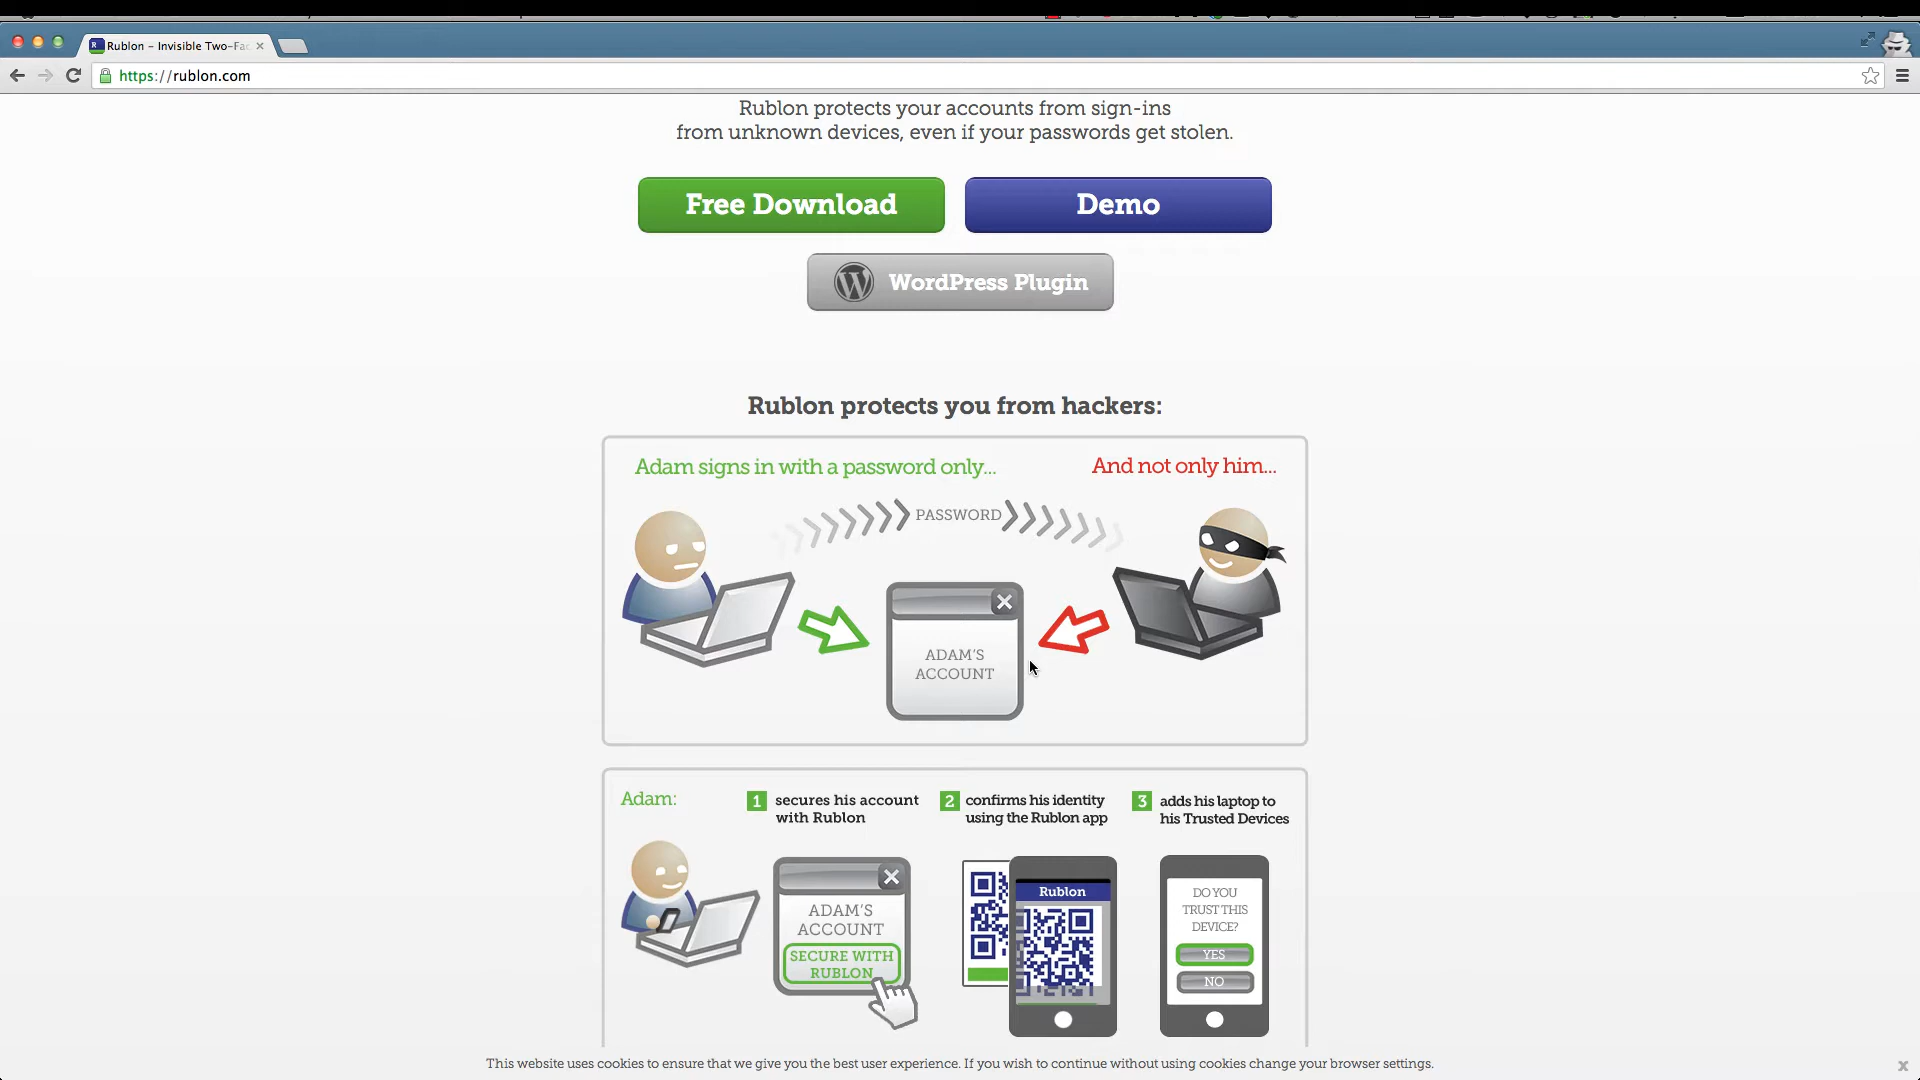 Rublon – Invisible Two-Fac
https://rublon.com
Rublon protects your accounts from sign-ins
from unknown devices, even if your passwords get stolen.
Free Download
Demo
WordPress Plugin
Rublon protects you from hackers:
Adam signs in with a password only...
And not only him...
PASSWORD
ADAM'S
ACCOUNT
Adam:
1 secures his account
with Rublon
2 confirms his identity
using the Rublon app
3 adds his laptop to
his Trusted Devices
ADAM'S
ACCOUNT
SECURE WITH
RUBLON
Rublon
DO YOU
TRUST THIS
DEVICE?
YES
NO
This website uses cookies to ensure that we give you the best user experience. If you wish to continue without using cookies change your browser settings.